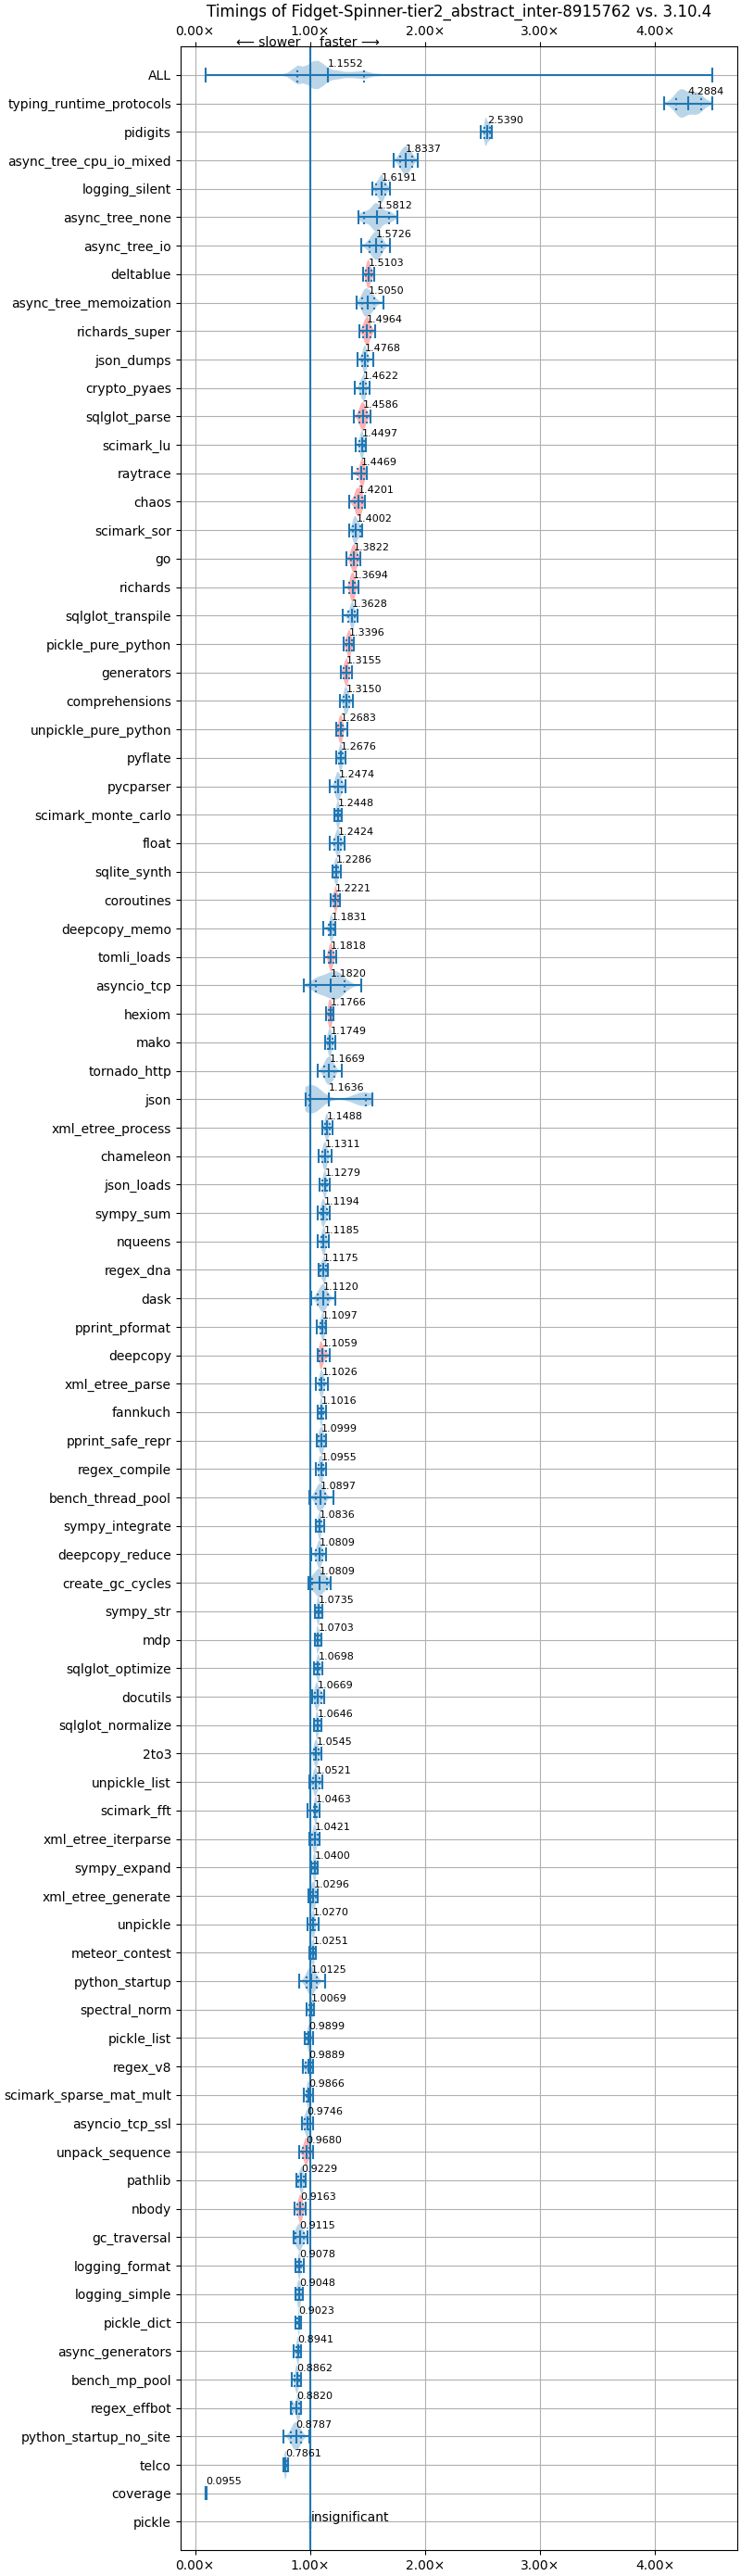 Timings of Fidget-Spinner-tier2_abstract_inter-8915762 vs. 3.10.4
0.00× 1.00× 2.00× 3.00× 4.00×
⟵ slower faster ⟶
ALL 1.1552
typing_runtime_protocols 4.2884
pidigits 2.5390
async_tree_cpu_io_mixed 1.8337
logging_silent 1.6191
async_tree_none 1.5812
async_tree_io 1.5726
deltablue 1.5103
async_tree_memoization 1.5050
richards_super 1.4964
json_dumps 1.4768
crypto_pyaes 1.4622
sqlglot_parse 1.4586
scimark_lu 1.4497
raytrace 1.4469
chaos 1.4201
scimark_sor 1.4002
go 1.3822
richards 1.3694
sqlglot_transpile 1.3628
pickle_pure_python 1.3396
generators 1.3155
comprehensions 1.3150
unpickle_pure_python 1.2683
pyflate 1.2676
pycparser 1.2474
scimark_monte_carlo 1.2448
float 1.2424
sqlite_synth 1.2286
coroutines 1.2221
deepcopy_memo 1.1831
tomli_loads 1.1818
asyncio_tcp 1.1820
hexiom 1.1766
mako 1.1749
tornado_http 1.1669
json 1.1636
xml_etree_process 1.1488
chameleon 1.1311
json_loads 1.1279
sympy_sum 1.1194
nqueens 1.1185
regex_dna 1.1175
dask 1.1120
pprint_pformat 1.1097
deepcopy 1.1059
xml_etree_parse 1.1026
fannkuch 1.1016
pprint_safe_repr 1.0999
regex_compile 1.0955
bench_thread_pool 1.0897
sympy_integrate 1.0836
deepcopy_reduce 1.0809
create_gc_cycles 1.0809
sympy_str 1.0735
mdp 1.0703
sqlglot_optimize 1.0698
docutils 1.0669
sqlglot_normalize 1.0646
2to3 1.0545
unpickle_list 1.0521
scimark_fft 1.0463
xml_etree_iterparse 1.0421
sympy_expand 1.0400
xml_etree_generate 1.0296
unpickle 1.0270
meteor_contest 1.0251
python_startup 1.0125
spectral_norm 1.0069
pickle_list 0.9899
regex_v8 0.9889
scimark_sparse_mat_mult 0.9866
asyncio_tcp_ssl 0.9746
unpack_sequence 0.9680
pathlib 0.9229
nbody 0.9163
gc_traversal 0.9115
logging_format 0.9078
logging_simple 0.9048
pickle_dict 0.9023
async_generators 0.8941
bench_mp_pool 0.8862
regex_effbot 0.8820
python_startup_no_site 0.8787
telco 0.7861
coverage 0.0955
pickle insignificant
0.00× 1.00× 2.00× 3.00× 4.00×